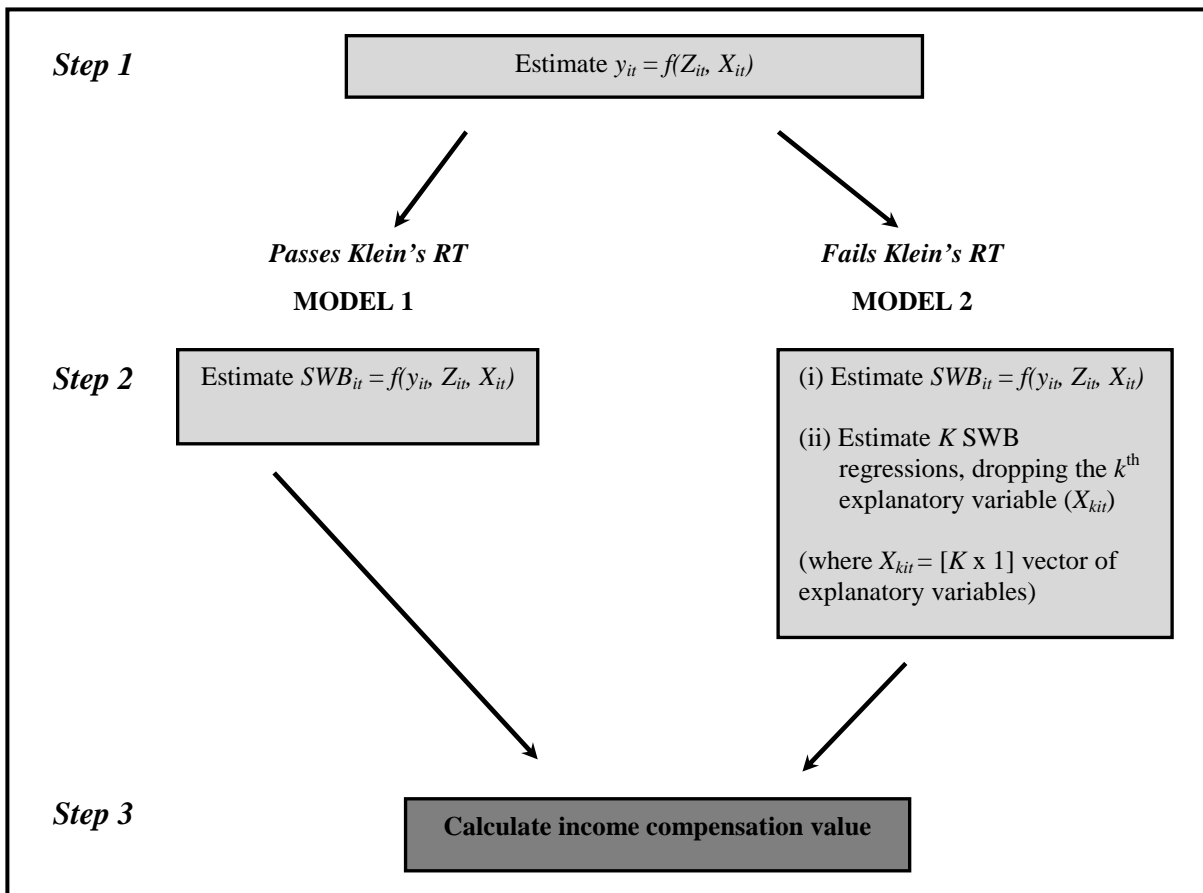 Step 1
Estimate y_it = f(Z_it, X_it)
Passes Klein's RT
MODEL 1
Fails Klein's RT
MODEL 2
Step 2
Estimate SWB_it = f(y_it, Z_it, X_it)
(i) Estimate SWB_it = f(y_it, Z_it, X_it)
(ii) Estimate K SWB
regressions, dropping the k^th
explanatory variable (X_kit)
(where X_kit = [K x 1] vector of
explanatory variables)
Step 3
Calculate income compensation value